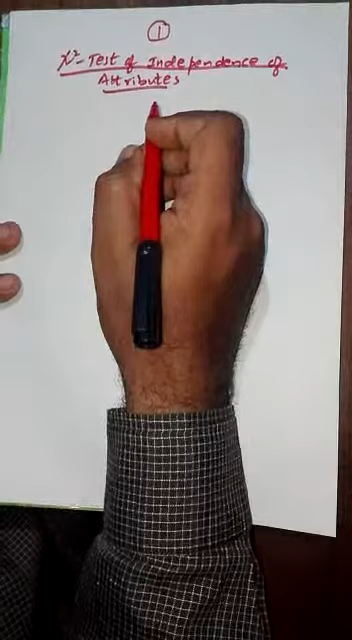 1
χ²-Test of Independence of
Attributes